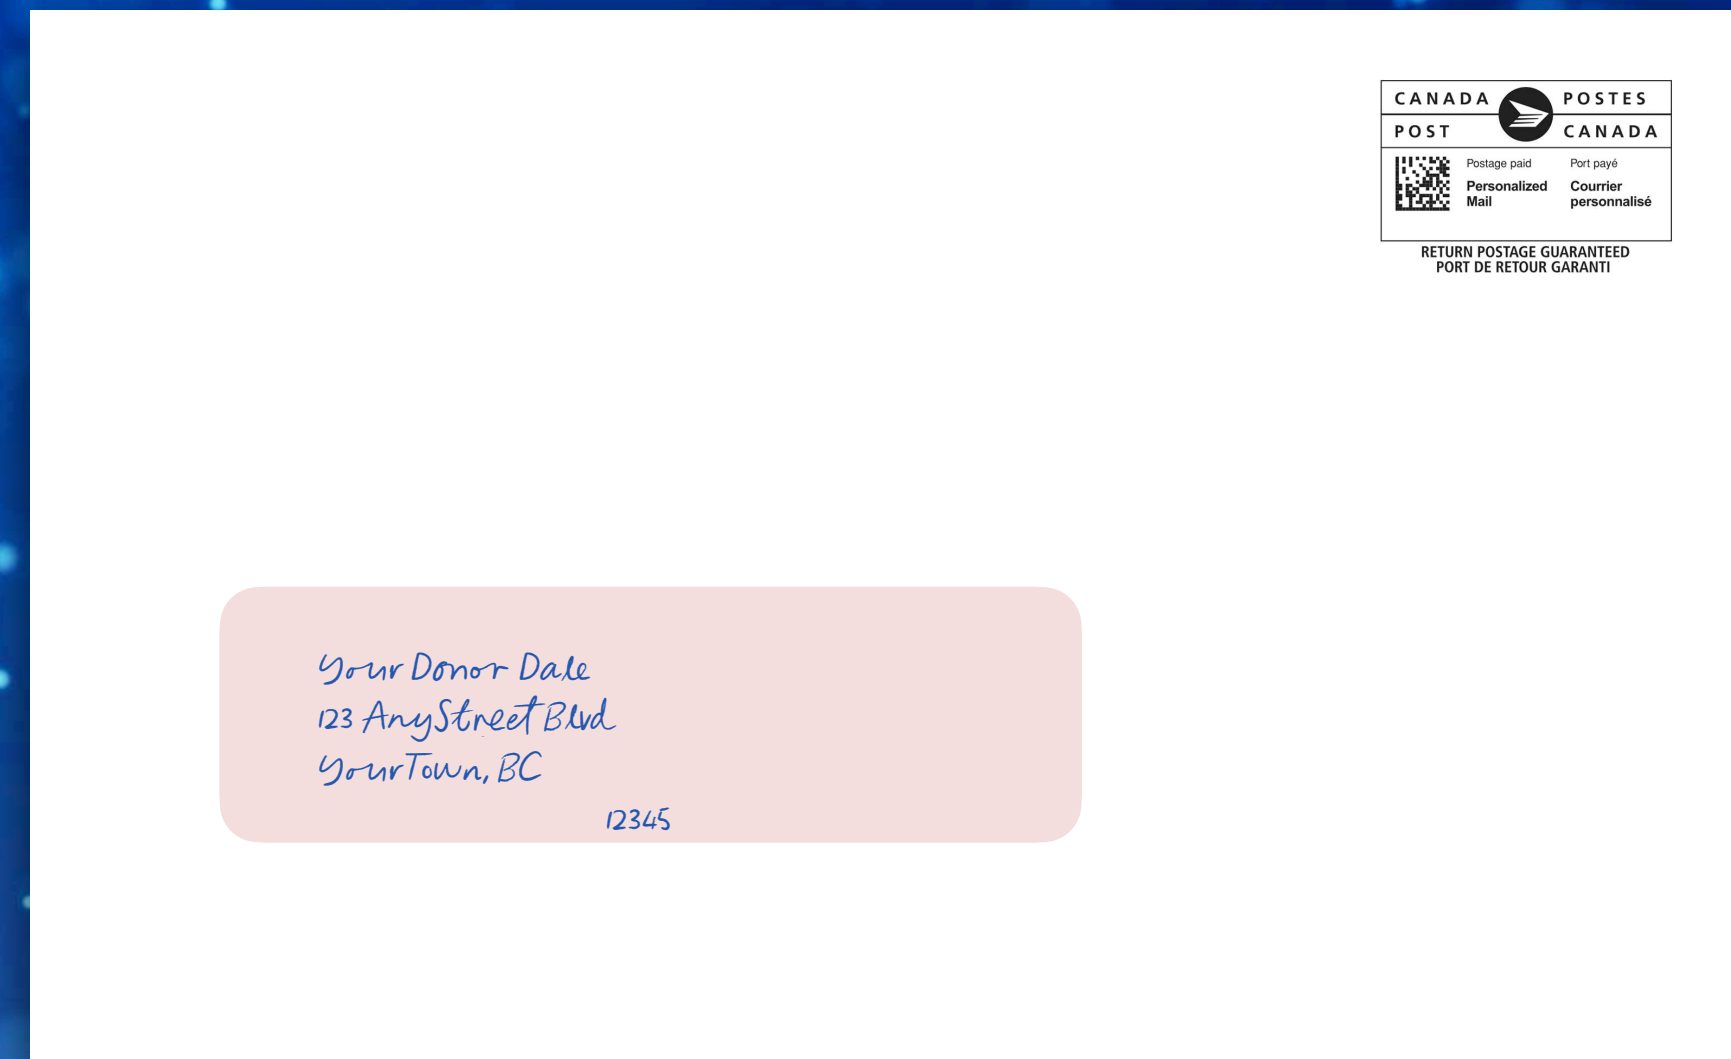 CANADA POSTES
POST CANADA
Postage paid Port payé
Personalized Courrier
Mail personnalisé
RETURN POSTAGE GUARANTEED
PORT DE RETOUR GARANTI
Your Donor Dale
123 AnyStreet Blvd
YourTown, BC
12345